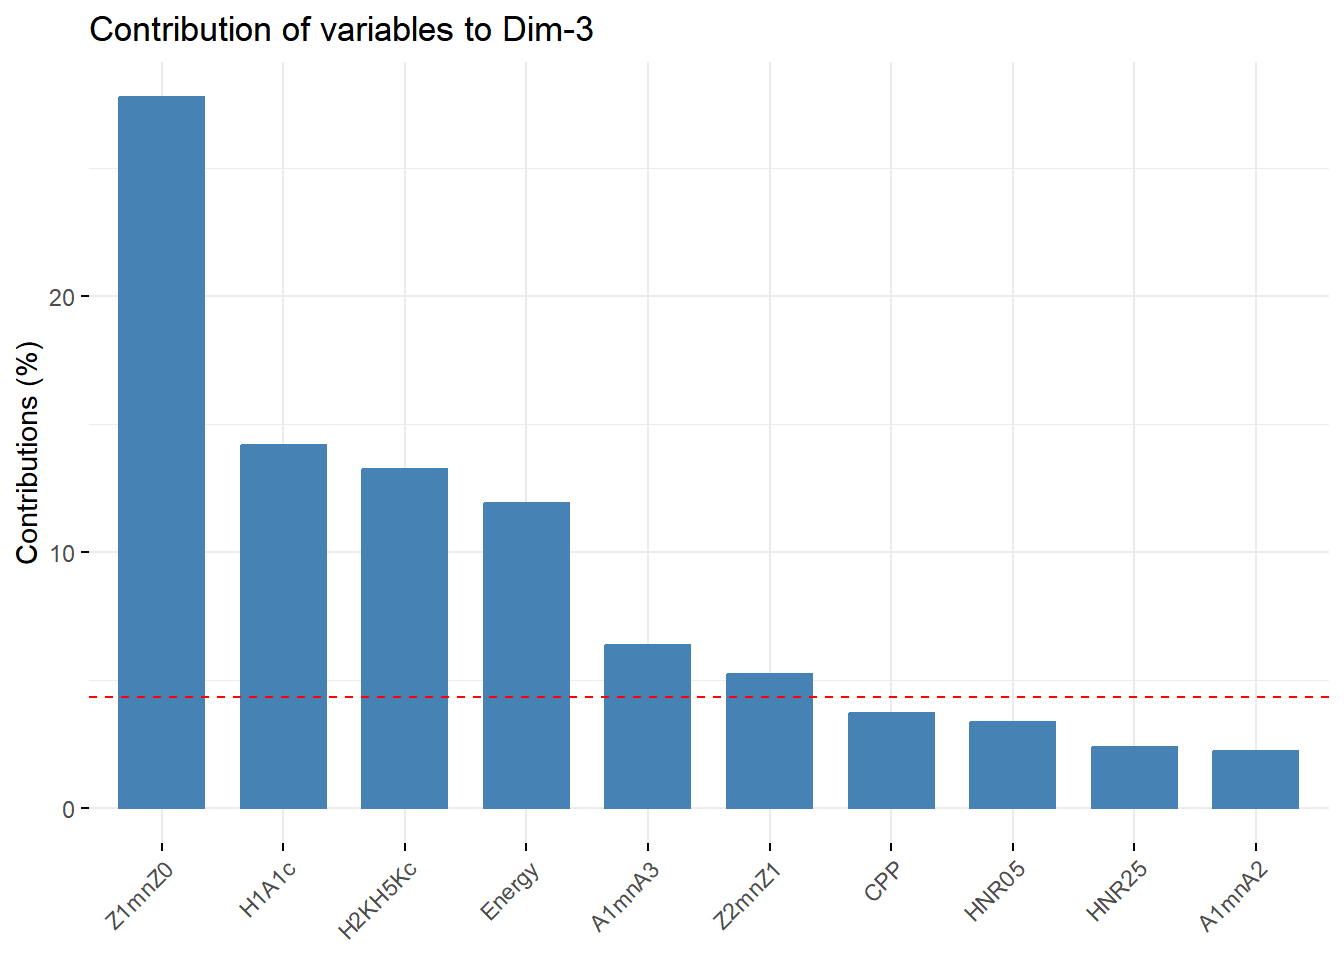 Contribution of variables to Dim-3
Contributions (%)
20
10
0
Z1mnZ0
H1A1c
H2KH5Kc
Energy
A1mnA3
Z2mnZ1
CPP
HNR05
HNR25
A1mnA2